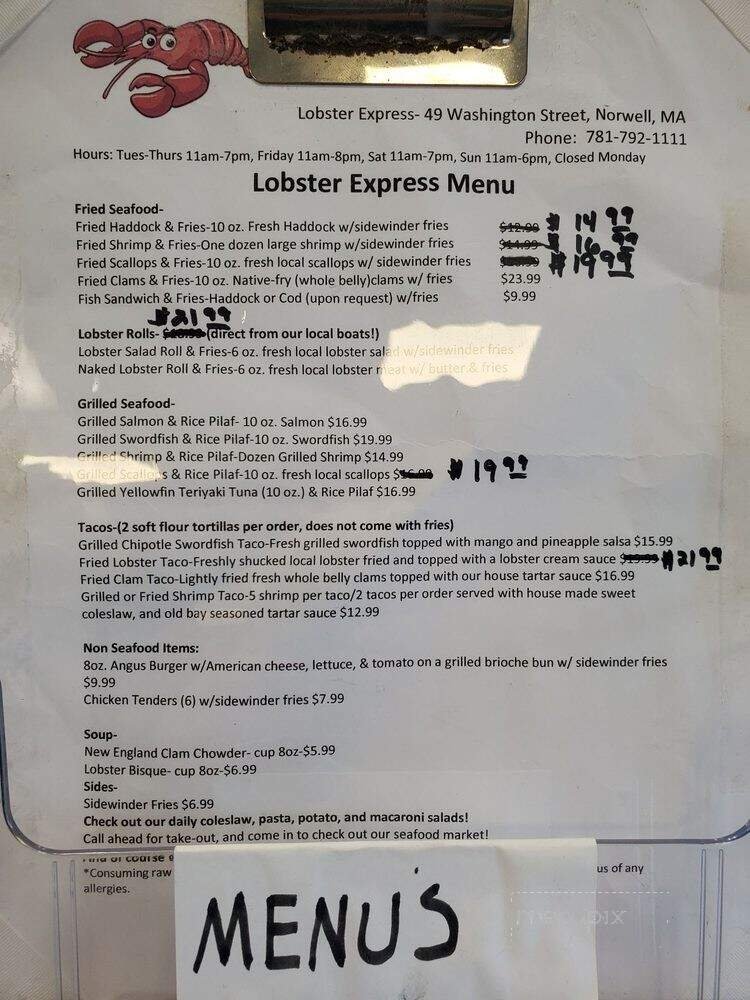 Lobster Express- 49 Washington Street, Norwell, MA
Phone: 781-792-1111
Hours: Tues-Thurs 11am-7pm, Friday 11am-8pm, Sat 11am-7pm, Sun 11am-6pm, Closed Monday
Lobster Express Menu
Fried Seafood-
Fried Haddock & Fries-10 oz. Fresh Haddock w/sidewinder fries $12.99 $ 14 99
Fried Shrimp & Fries-One dozen large shrimp w/sidewinder fries $14.99 $ 16 99
Fried Scallops & Fries-10 oz. fresh local scallops w/ sidewinder fries $19 99
Fried Clams & Fries-10 oz. Native-fry (whole belly)clams w/ fries $23.99
Fish Sandwich & Fries-Haddock or Cod (upon request) w/fries $9.99
$21 99
Lobster Rolls- (direct from our local boats!)
Lobster Salad Roll & Fries-6 oz. fresh local lobster salad w/sidewinder fries
Naked Lobster Roll & Fries-6 oz. fresh local lobster meat w/ butter & fries
Grilled Seafood-
Grilled Salmon & Rice Pilaf- 10 oz. Salmon $16.99
Grilled Swordfish & Rice Pilaf-10 oz. Swordfish $19.99
Grilled Shrimp & Rice Pilaf-Dozen Grilled Shrimp $14.99
Grilled Scallops & Rice Pilaf-10 oz. fresh local scallops $16.99 $ 19 99
Grilled Yellowfin Teriyaki Tuna (10 oz.) & Rice Pilaf $16.99
Tacos-(2 soft flour tortillas per order, does not come with fries)
Grilled Chipotle Swordfish Taco-Fresh grilled swordfish topped with mango and pineapple salsa $15.99
Fried Lobster Taco-Freshly shucked local lobster fried and topped with a lobster cream sauce $19.99 $21 99
Fried Clam Taco-Lightly fried fresh whole belly clams topped with our house tartar sauce $16.99
Grilled or Fried Shrimp Taco-5 shrimp per taco/2 tacos per order served with house made sweet
coleslaw, and old bay seasoned tartar sauce $12.99
Non Seafood Items:
8oz. Angus Burger w/American cheese, lettuce, & tomato on a grilled brioche bun w/ sidewinder fries
$9.99
Chicken Tenders (6) w/sidewinder fries $7.99
Soup-
New England Clam Chowder- cup 8oz-$5.99
Lobster Bisque- cup 8oz-$6.99
Sides-
Sidewinder Fries $6.99
Check out our daily coleslaw, pasta, potato, and macaroni salads!
Call ahead for take-out, and come in to check out our seafood market!
And of course
*Consuming raw us of any
allergies.
MENU'S